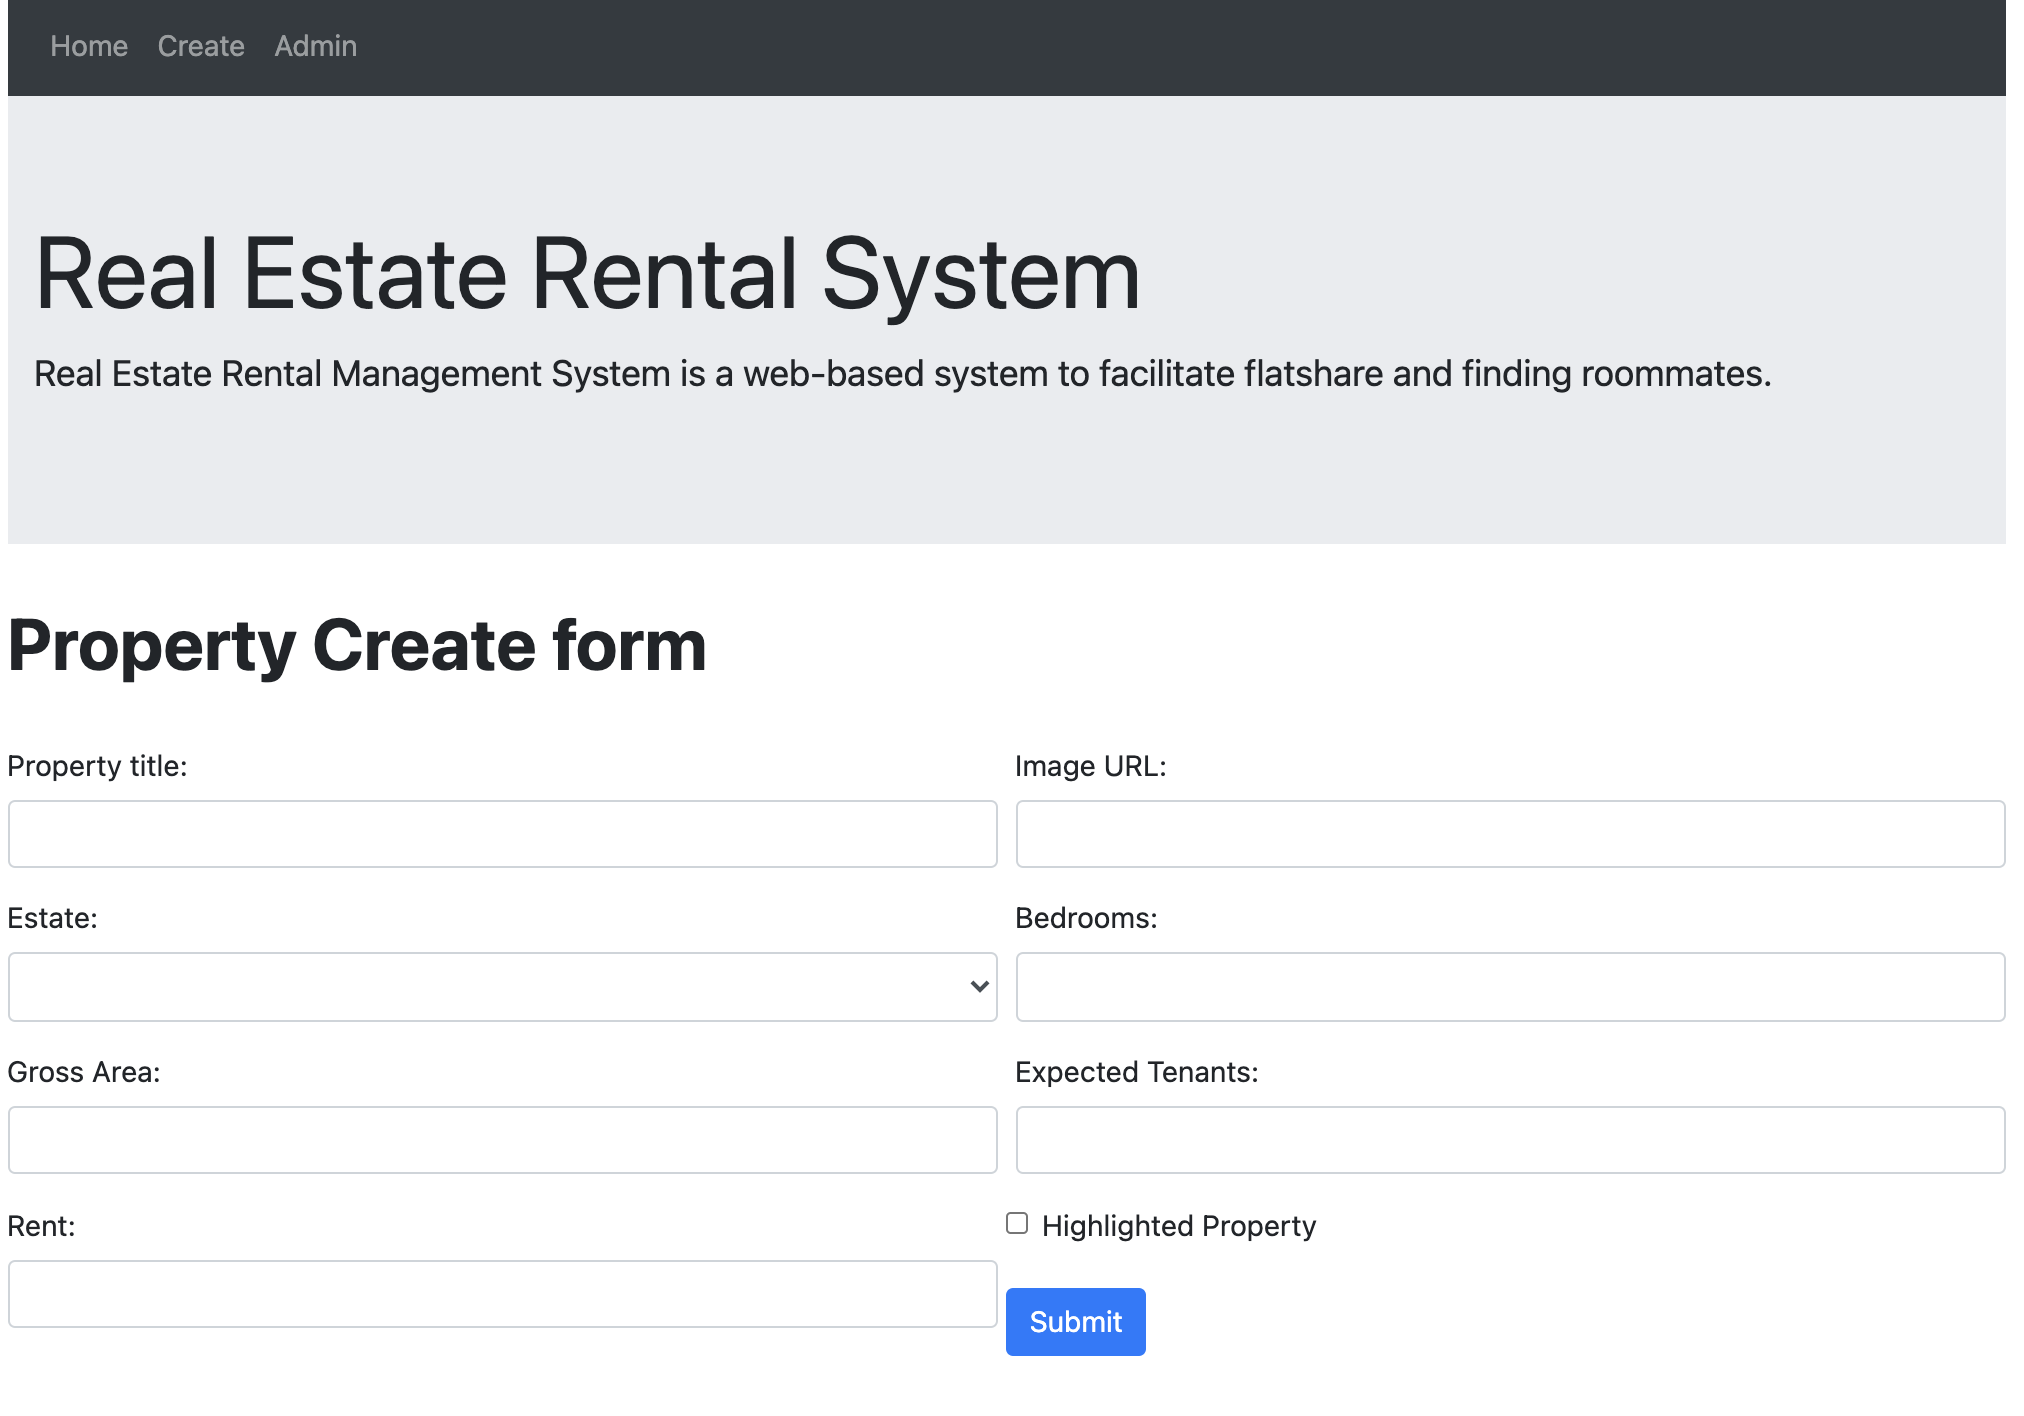 Home Create Admin
Real Estate Rental System
Real Estate Rental Management System is a web-based system to facilitate flatshare and finding roommates.
Property Create form
Property title:
Image URL:
Estate:
Bedrooms:
Gross Area:
Expected Tenants:
Rent:
Highlighted Property
Submit